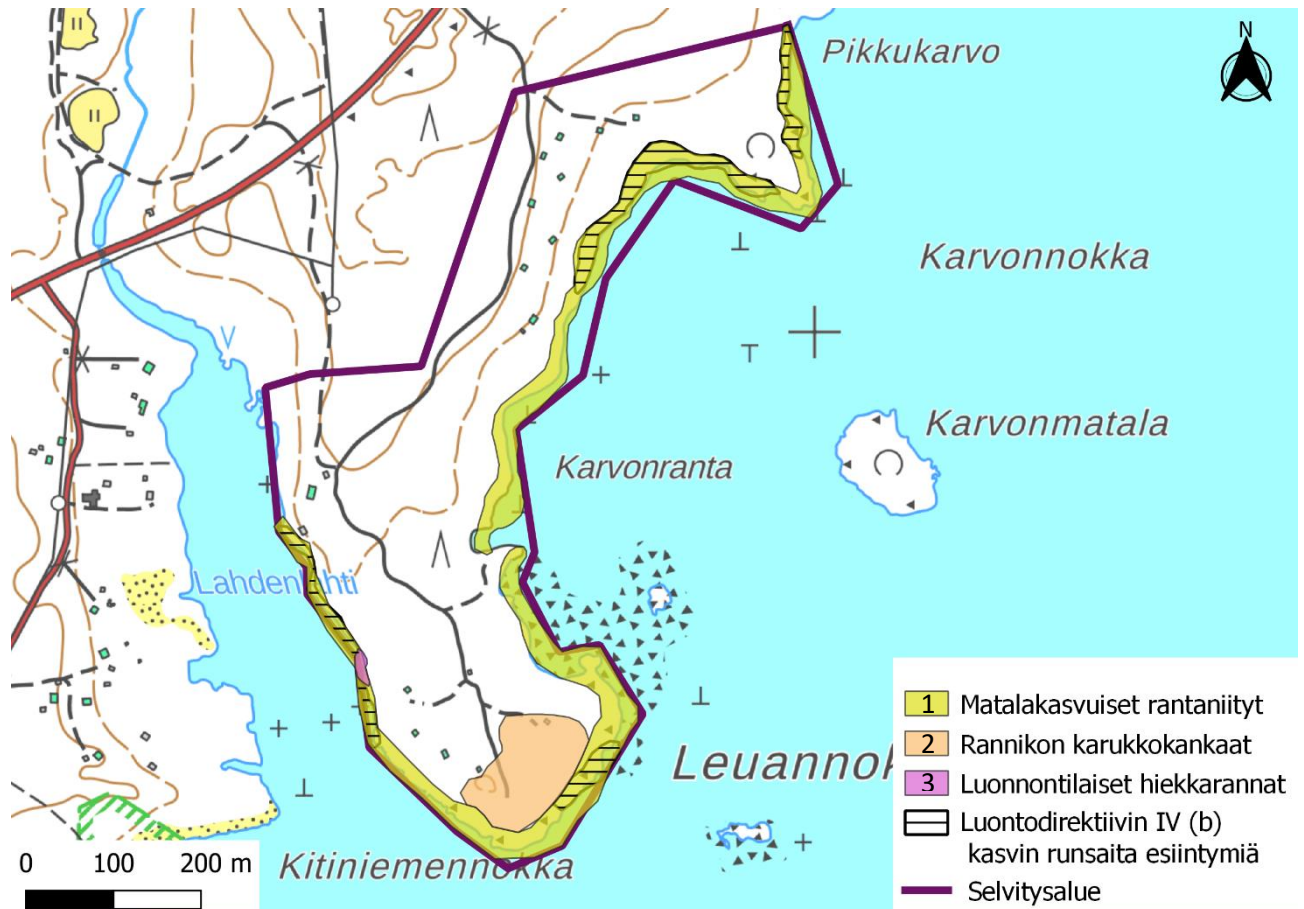 N
Pikkukarvo
Karvonnokka
Karvonmatala
Karvonranta
Lahdenlahti
Leuannok
Kitiniemennokka
1 Matalakasvuiset rantaniityt
2 Rannikon karukkokankaat
3 Luonnontilaiset hiekkarannat
Luontodirektiivin IV (b)
kasvin runsaita esiintymiä
Selvitysalue
0 100 200 m